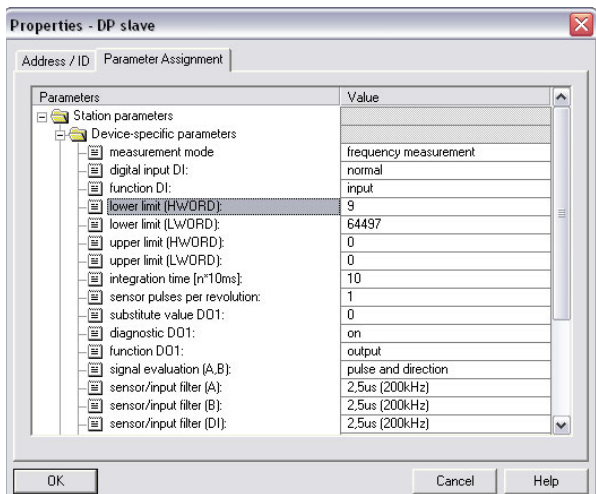 Properties - DP slave
Address / ID Parameter Assignment
Parameters Value
Station parameters
Device-specific parameters
measurement mode frequency measurement
digital input DI: normal
function DI: input
lower limit (HWORD): 9
lower limit (LWORD): 64497
upper limit (HWORD): 0
upper limit (LWORD): 0
integration time [n*10ms]: 10
sensor pulses per revolution: 1
substitute value DO1: 0
diagnostic DO1: on
function DO1: output
signal evaluation (A,B): pulse and direction
sensor/input filter (A): 2,5us (200kHz)
sensor/input filter (B): 2,5us (200kHz)
sensor/input filter (DI): 2,5us (200kHz)
OK Cancel Help